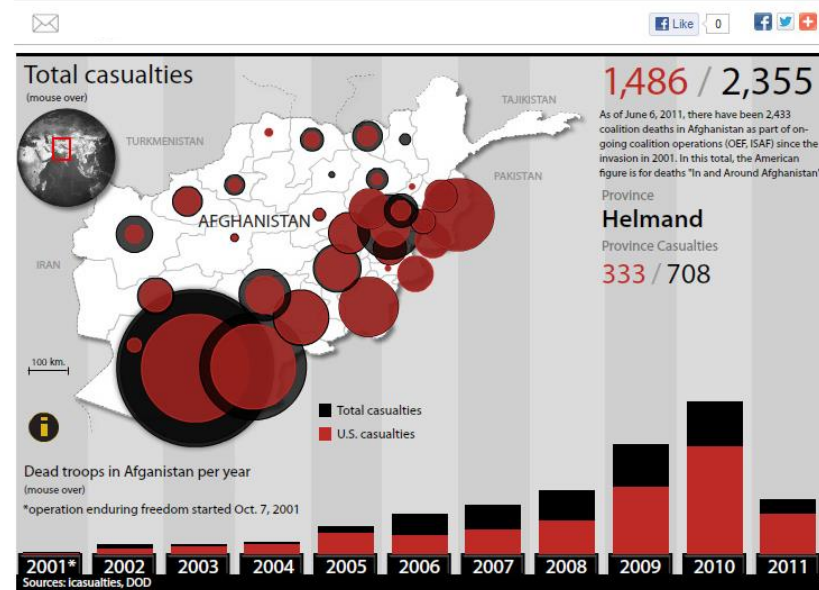 Like
0
Total casualties
(mouse over)
TURKMENISTAN
TAJIKISTAN
PAKISTAN
AFGHANISTAN
IRAN
100 km.
i
1,486 / 2,355
As of June 6, 2011, there have been 2,433
coalition deaths in Afghanistan as part of on-
going coalition operations (OEF, ISAF) since the
invasion in 2001. In this total, the American
figure is for deaths "In and Around Afghanistan"
Province
Helmand
Province Casualties
333 / 708
Total casualties
U.S. casualties
Dead troops in Afganistan per year
(mouse over)
*operation enduring freedom started Oct. 7, 2001
2001* 2002 2003 2004 2005 2006 2007 2008 2009 2010 2011
Sources: icasualties, DOD